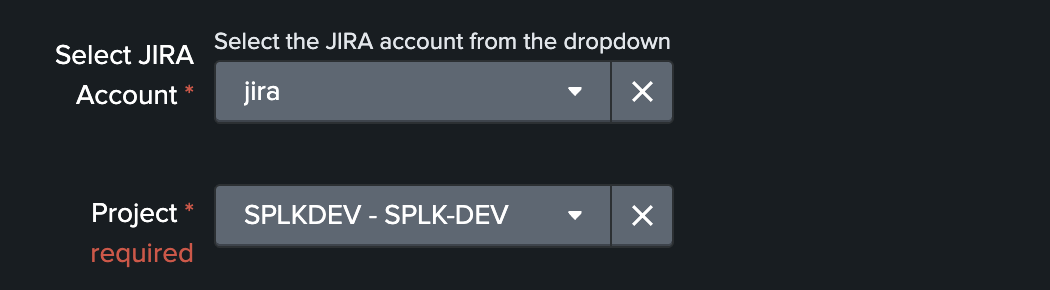 Select the JIRA account from the dropdown
Select JIRA
Account *
jira
Project *
required
SPLKDEV - SPLK-DEV